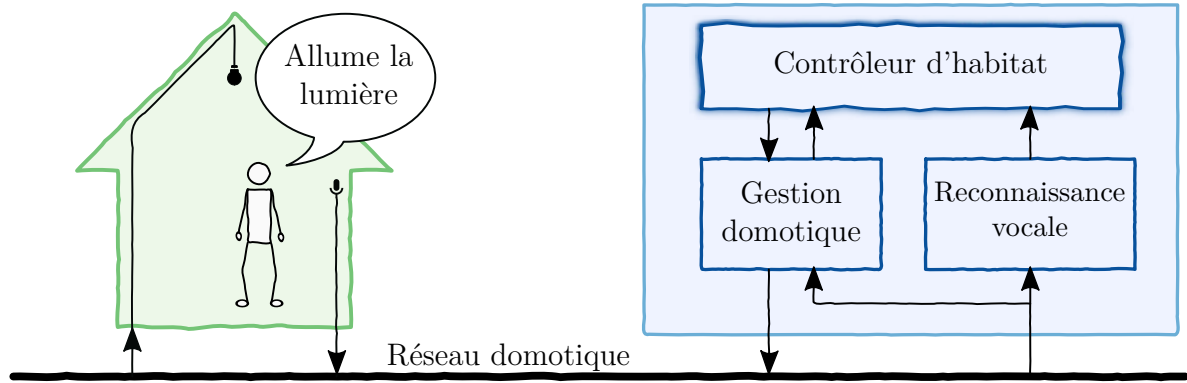 Allume la
lumière
Contrôleur d'habitat
Gestion
domotique
Reconnaissance
vocale
Réseau domotique